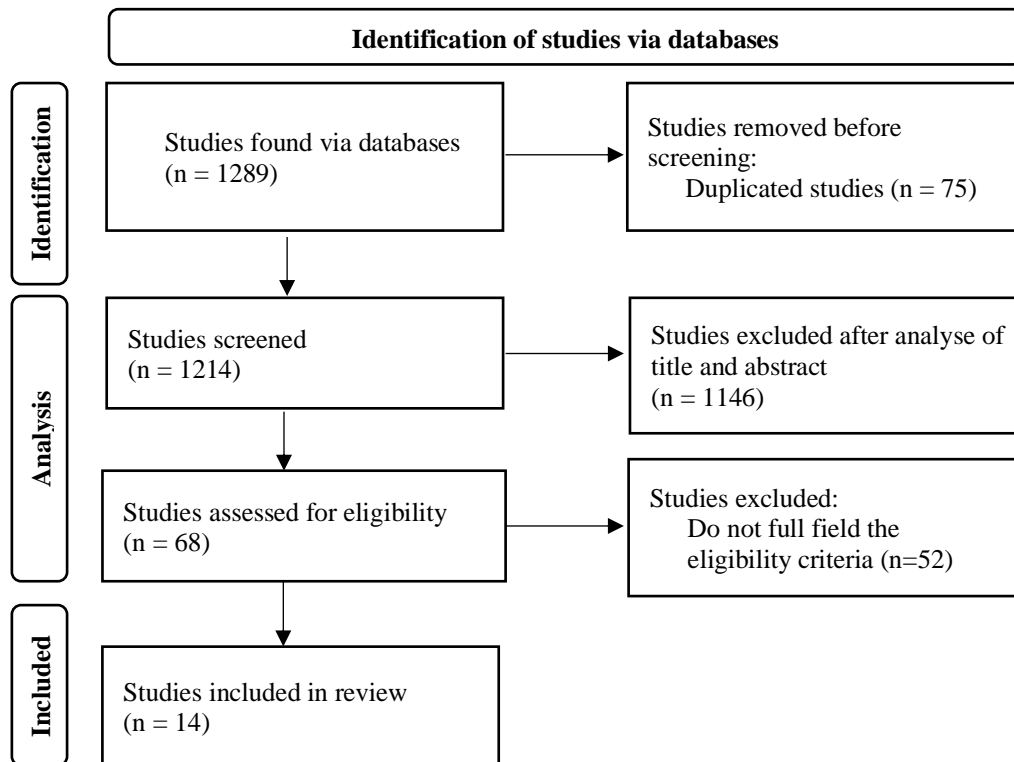 Identification of studies via databases
Identification
Studies found via databases
(n = 1289)
Studies removed before
screening:
Duplicated studies (n = 75)
Analysis
Studies screened
(n = 1214)
Studies excluded after analyse of
title and abstract
(n = 1146)
Studies assessed for eligibility
(n = 68)
Studies excluded:
Do not full field the
eligibility criteria (n=52)
Included
Studies included in review
(n = 14)